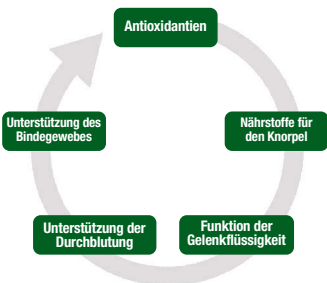 Antioxidantien
Nährstoffe für
den Knorpel
Funktion der
Gelenkflüssigkeit
Unterstützung der
Durchblutung
Unterstützung des
Bindegewebes